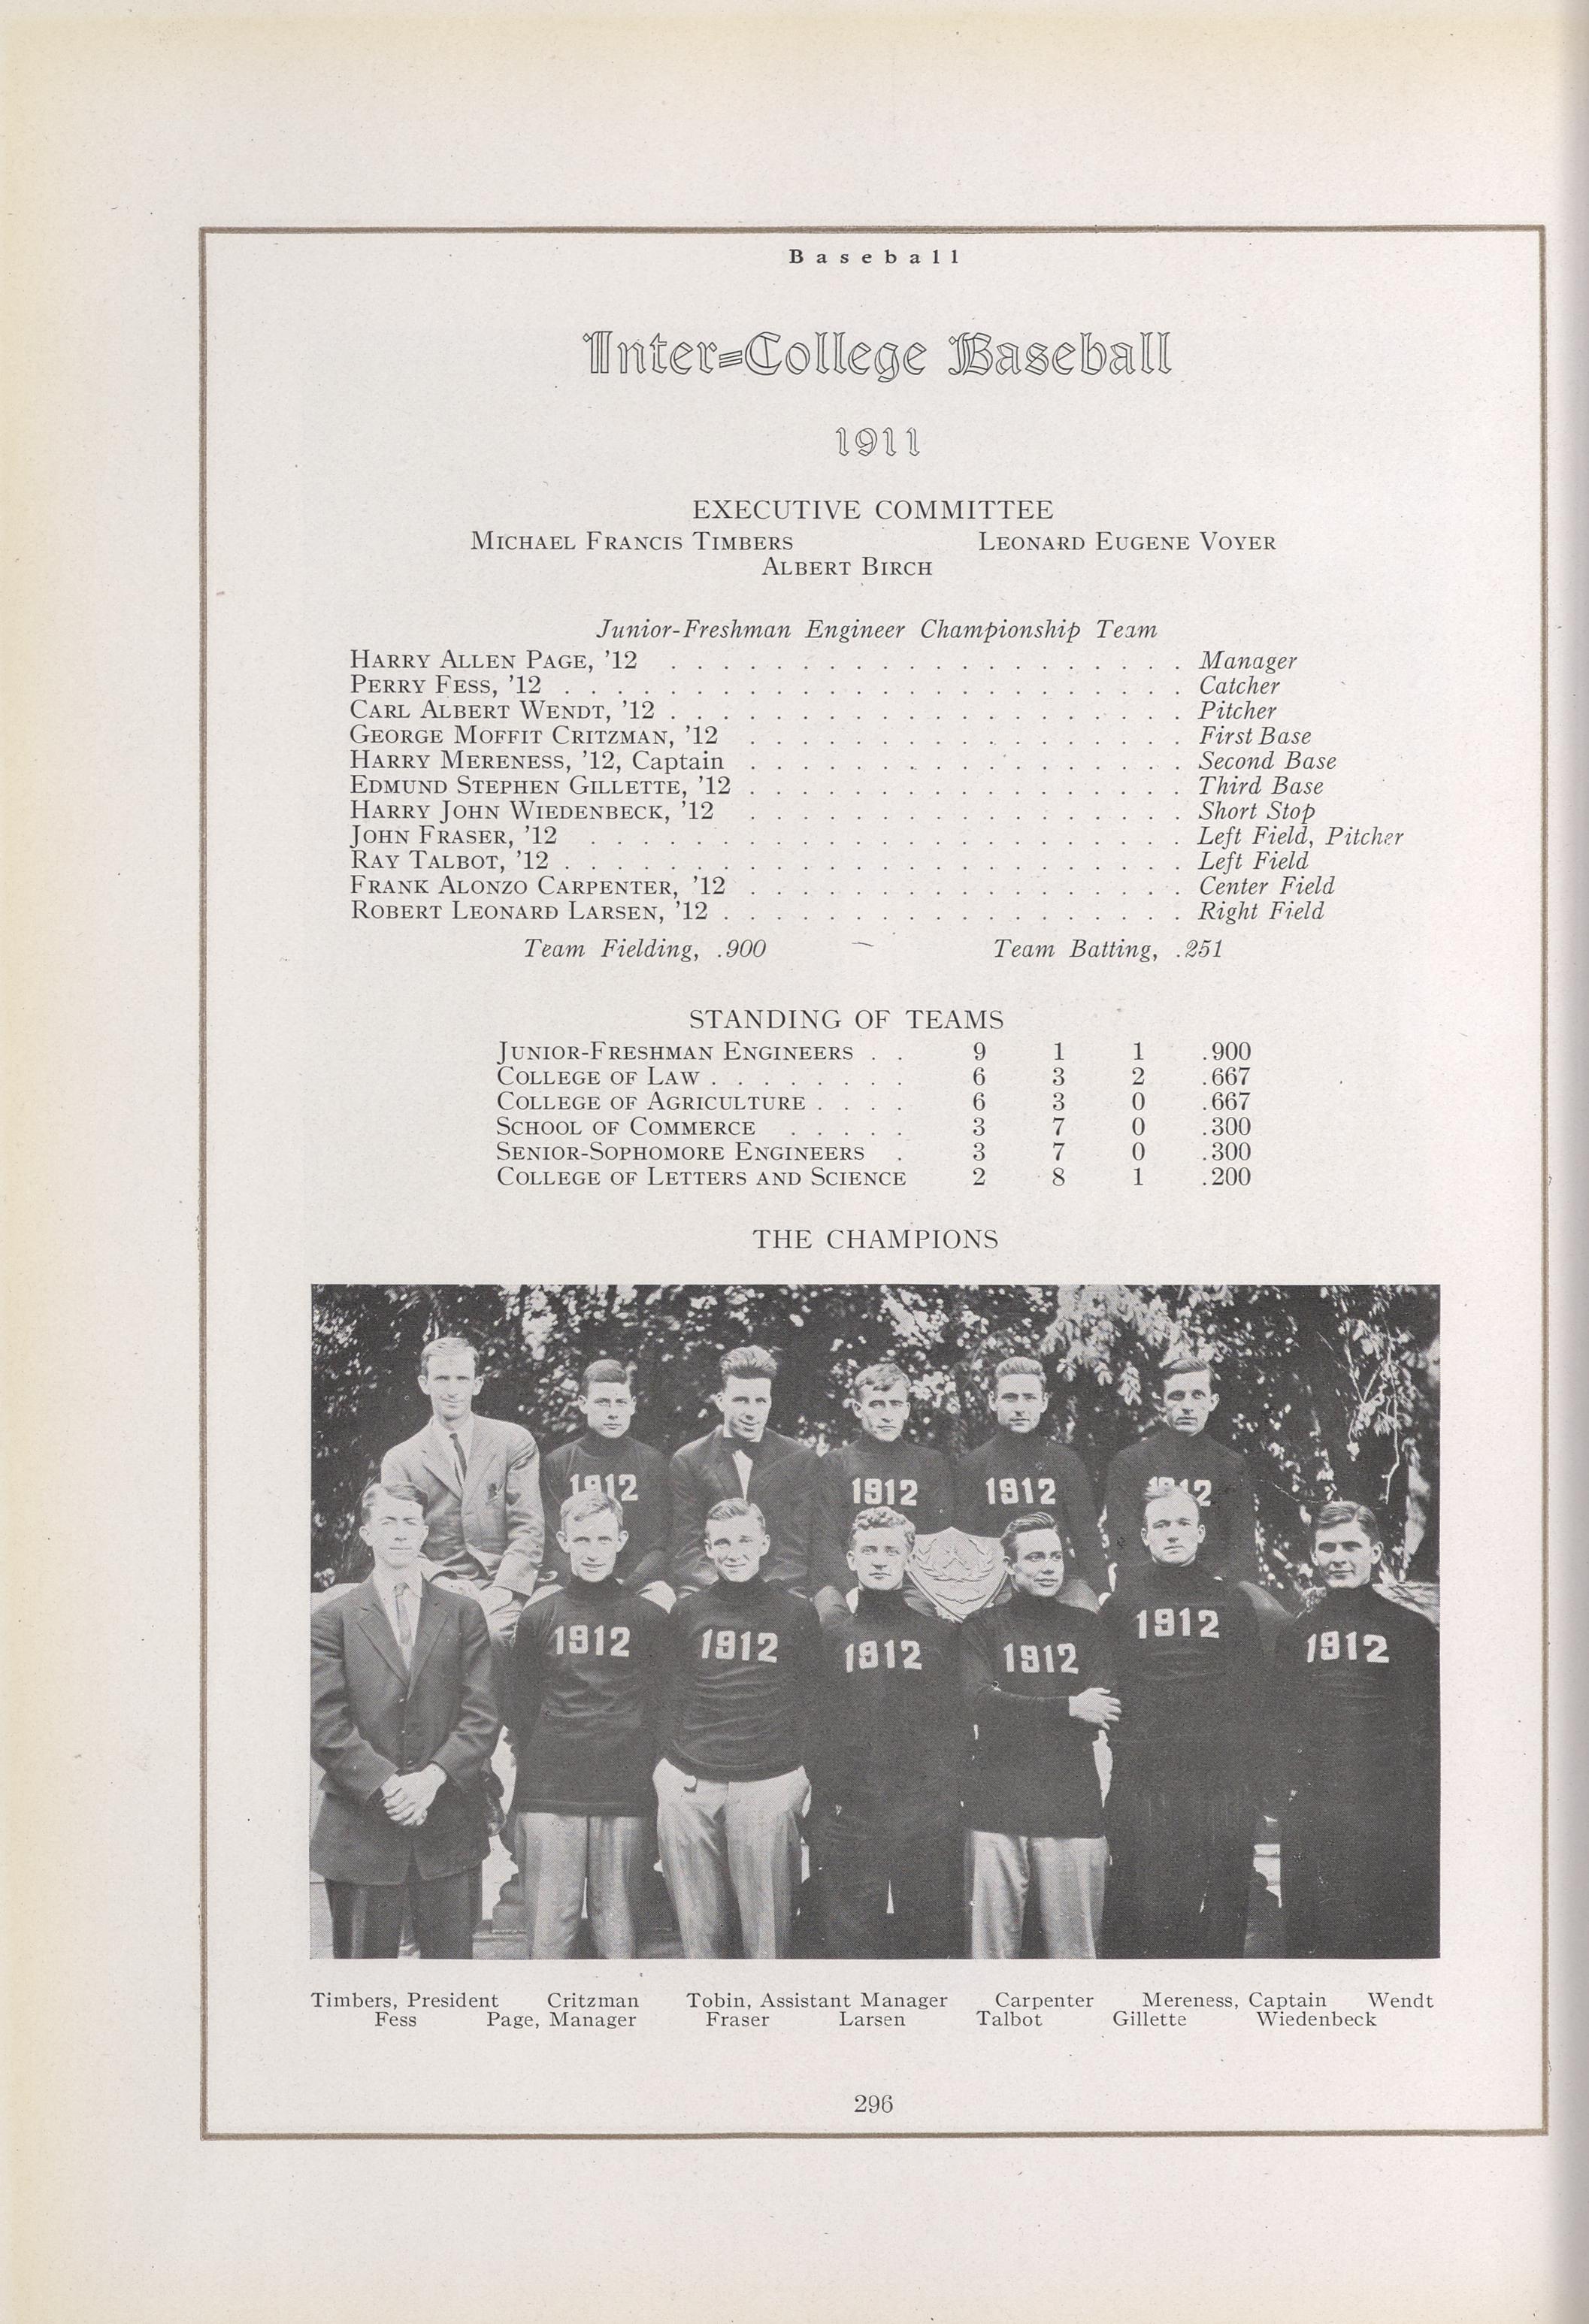 Baseball
Inter-College Baseball
1911
EXECUTIVE COMMITTEE
MICHAEL FRANCIS TIMBERS LEONARD EUGENE VOYER
ALBERT BIRCH
Junior-Freshman Engineer Championship Team
HARRY ALLEN PAGE, '12 . . . . . . . . . . . . . . . . . . . . Manager
PERRY FESS, '12 . . . . . . . . . . . . . . . . . . . . . . . . Catcher
CARL ALBERT WENDT, '12 . . . . . . . . . . . . . . . . . . . . Pitcher
GEORGE MOFFIT CRITZMAN, '12 . . . . . . . . . . . . . . . . . First Base
HARRY MERENESS, '12, Captain . . . . . . . . . . . . . . . . . Second Base
EDMUND STEPHEN GILLETTE, '12 . . . . . . . . . . . . . . . . . Third Base
HARRY JOHN WIEDENBECK, '12 . . . . . . . . . . . . . . . . . Short Stop
JOHN FRASER, '12 . . . . . . . . . . . . . . . . . . . . . . . Left Field, Pitcher
RAY TALBOT, '12 . . . . . . . . . . . . . . . . . . . . . . . . Left Field
FRANK ALONZO CARPENTER, '12 . . . . . . . . . . . . . . . . . Center Field
ROBERT LEONARD LARSEN, '12 . . . . . . . . . . . . . . . . . . Right Field
Team Fielding, .900 — Team Batting, .251
STANDING OF TEAMS
JUNIOR-FRESHMAN ENGINEERS . . 9 1 1 .900
COLLEGE OF LAW . . . . . . . . 6 3 2 .667
COLLEGE OF AGRICULTURE . . . . 6 3 0 .667
SCHOOL OF COMMERCE . . . . . 3 7 0 .300
SENIOR-SOPHOMORE ENGINEERS . 3 7 0 .300
COLLEGE OF LETTERS AND SCIENCE 2 8 1 .200
THE CHAMPIONS
1912 1912 1912 1912
1912 1912 1912 1912 1912 1912
Timbers, President Critzman Tobin, Assistant Manager Carpenter Mereness, Captain Wendt
Fess Page, Manager Fraser Larsen Talbot Gillette Wiedenbeck
296